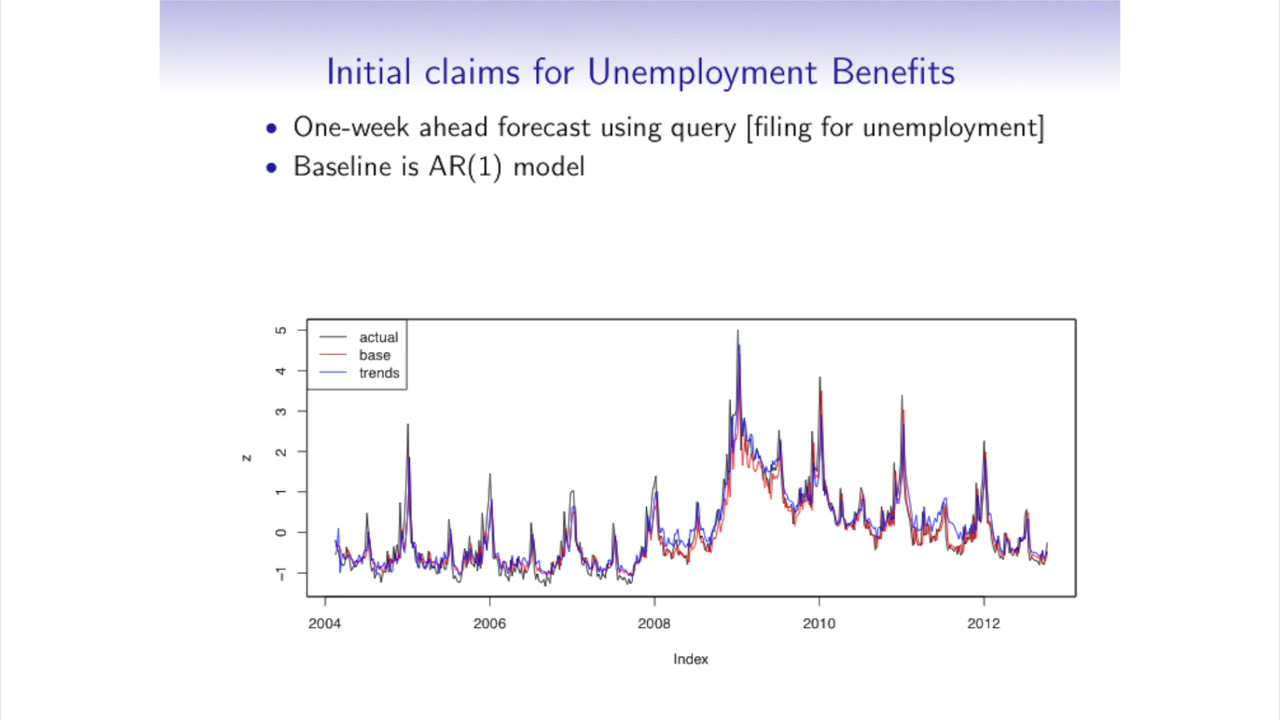 Initial claims for Unemployment Benefits
• One-week ahead forecast using query [filing for unemployment]
• Baseline is AR(1) model
actual
base
trends
5
4
3
2
1
0
−1
z
2004 2006 2008 2010 2012
Index